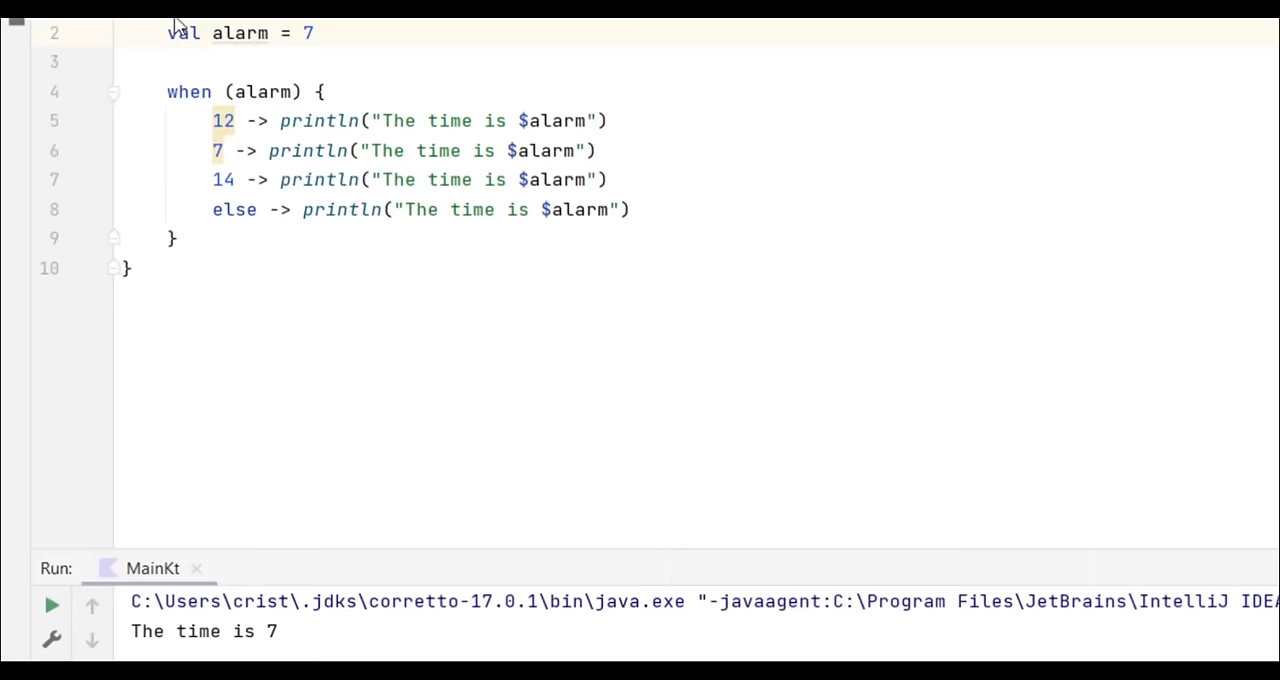 2 val alarm = 7
3
4 when (alarm) {
5 12 -> println("The time is $alarm")
6 7 -> println("The time is $alarm")
7 14 -> println("The time is $alarm")
8 else -> println("The time is $alarm")
9 }
10 }
Run: MainKt
C:\Users\crist\.jdks\corretto-17.0.1\bin\java.exe "-javaagent:C:\Program Files\JetBrains\IntelliJ IDEA
The time is 7